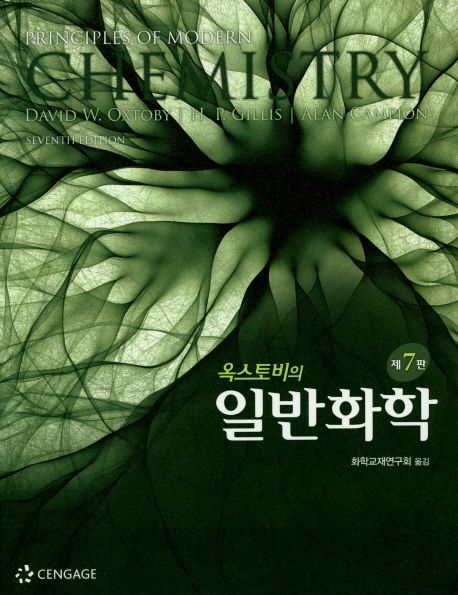 PRINCIPLES OF MODERN
CHEMISTRY
DAVID W. OXTOBY | H. P. GILLIS | ALAN CAMPION
SEVENTH EDITION
옥스토비의
제7판
일반화학
화학교재연구회 옮김
CENGAGE